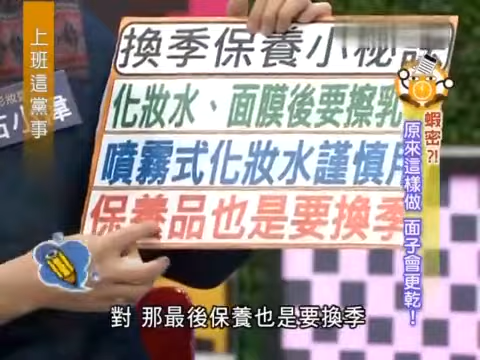 上班這黨事
換季保養小秘
化妝水、面膜後要擦乳
噴霧式化妝水謹慎
保養品也是要換季
蝦密?!
原來這樣做 面子會更乾!
對 那最後保養也是要換季